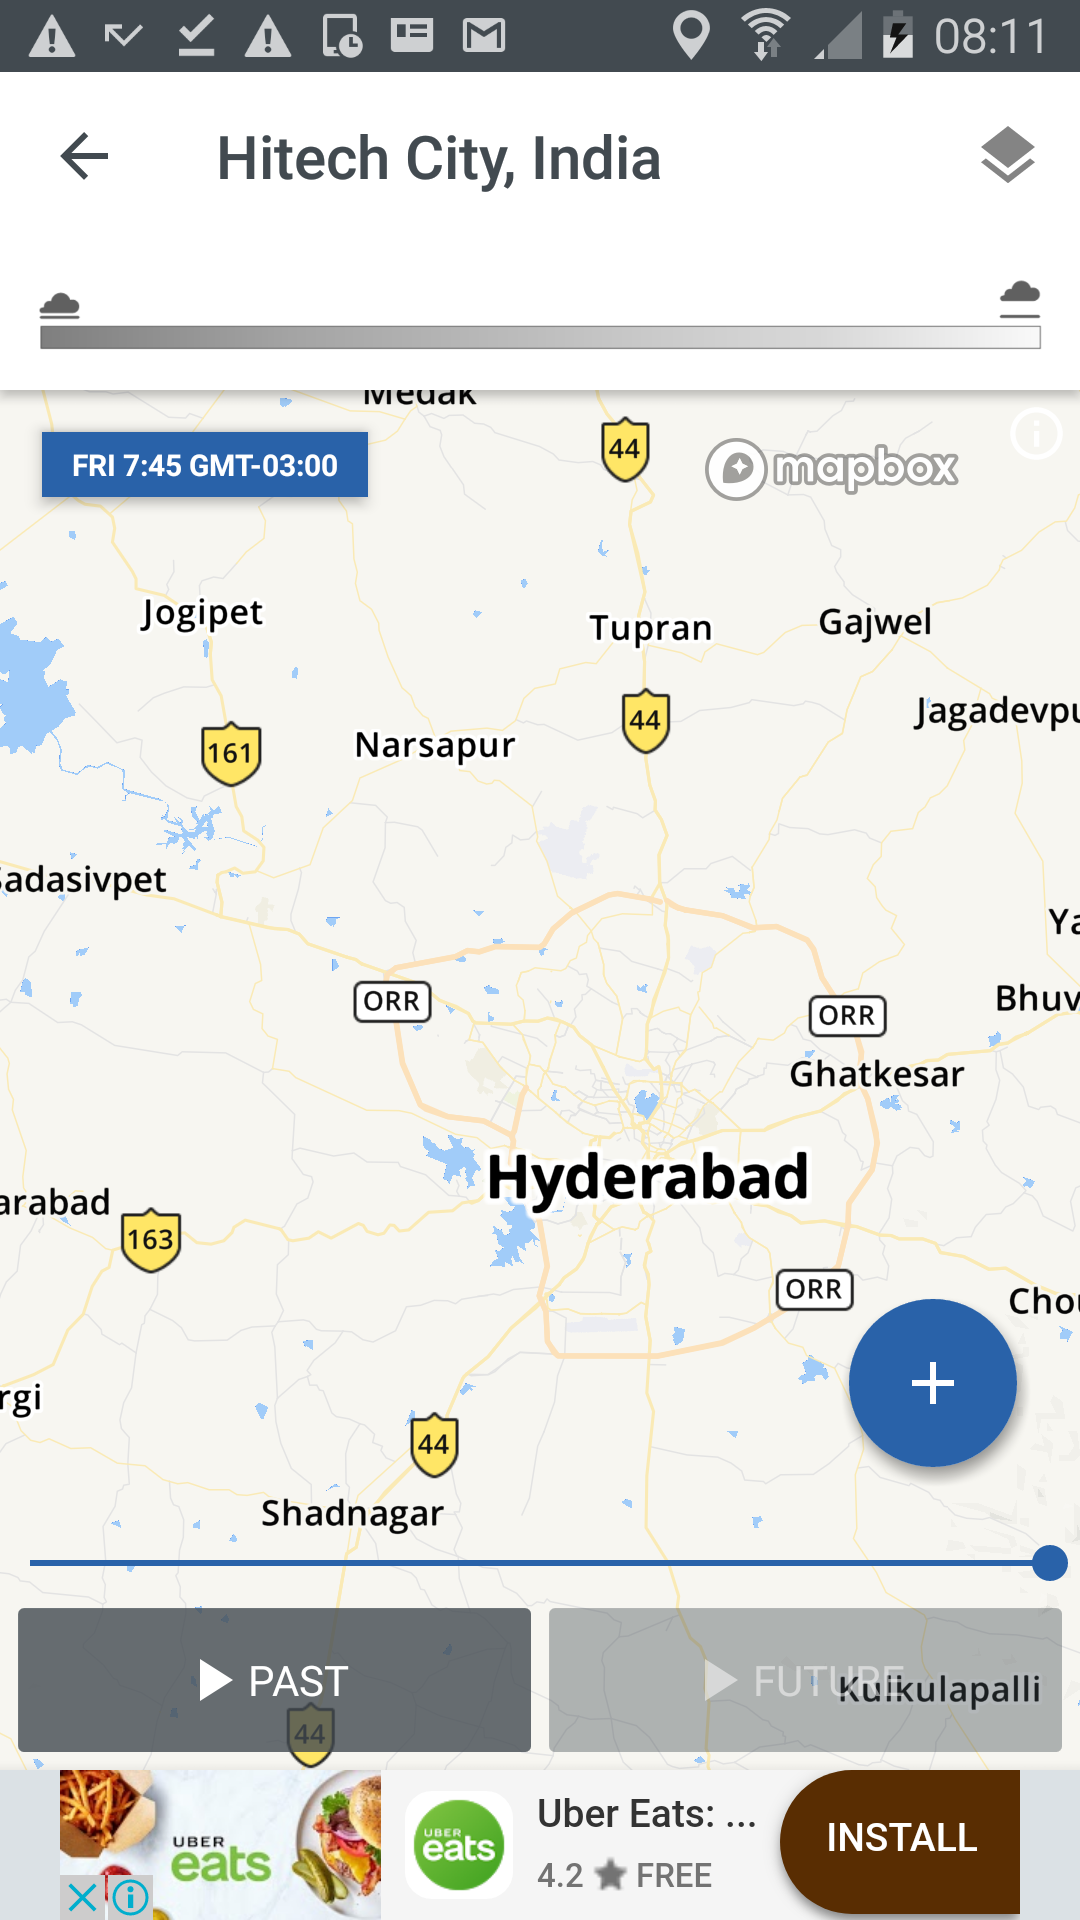 08:11
Hitech City, India
Medak
FRI 7:45 GMT-03:00
44
mapbox
Jogipet
Tupran
Gajwel
Jagadevpu
44
161
Narsapur
Sadasivpet
Ya
ORR
Bhuv
ORR
Ghatkesar
Hyderabad
arabad
163
ORR
Chou
rgi
44
Shadnagar
PAST
FUTURE
Kulkulapalli
44
UBER
eats
UBER
eats
Uber Eats: ...
4.2 ★ FREE
INSTALL